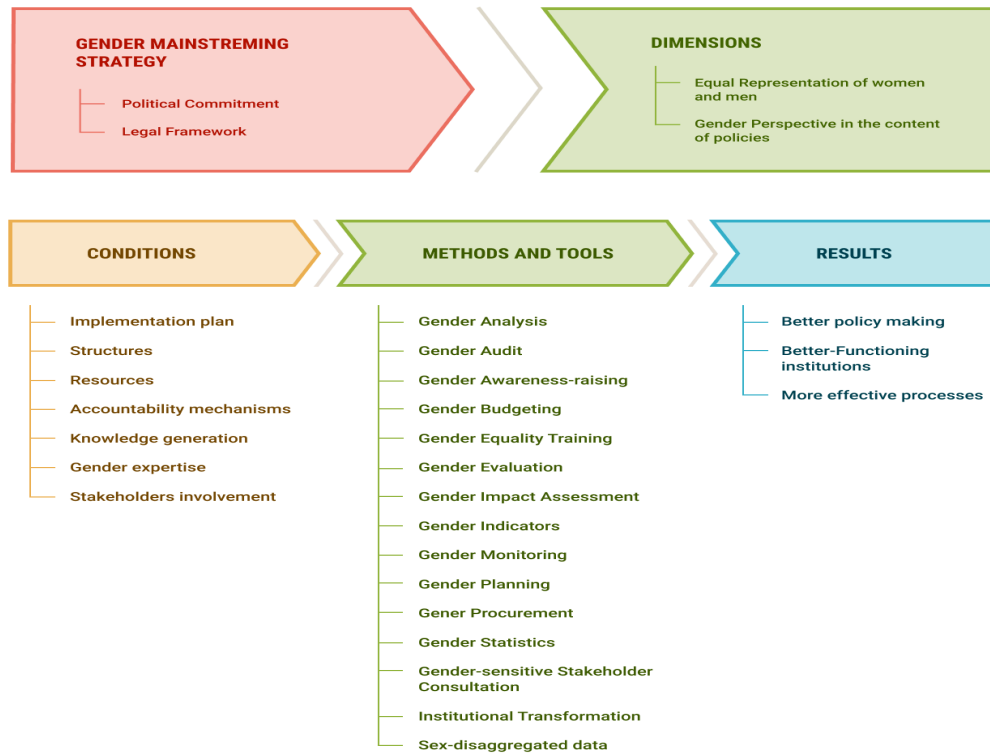 GENDER MAINSTREMING
STRATEGY
Political Commitment
Legal Framework
DIMENSIONS
Equal Representation of women
and men
Gender Perspective in the content
of policies
CONDITIONS
Implementation plan
Structures
Resources
Accountability mechanisms
Knowledge generation
Gender expertise
Stakeholders involvement
METHODS AND TOOLS
Gender Analysis
Gender Audit
Gender Awareness-raising
Gender Budgeting
Gender Equality Training
Gender Evaluation
Gender Impact Assessment
Gender Indicators
Gender Monitoring
Gender Planning
Gener Procurement
Gender Statistics
Gender-sensitive Stakeholder
Consultation
Institutional Transformation
Sex-disaggregated data
RESULTS
Better policy making
Better-Functioning
institutions
More effective processes